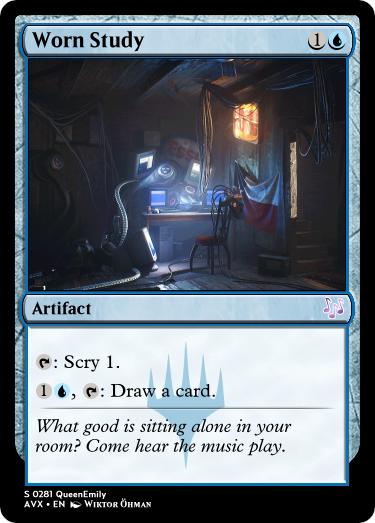 Worn Study 1
Artifact
: Scry 1.
1, : Draw a card.
What good is sitting alone in your
room? Come hear the music play.
S 0281 QueenEmily
AVX • EN Wiktor Öhman